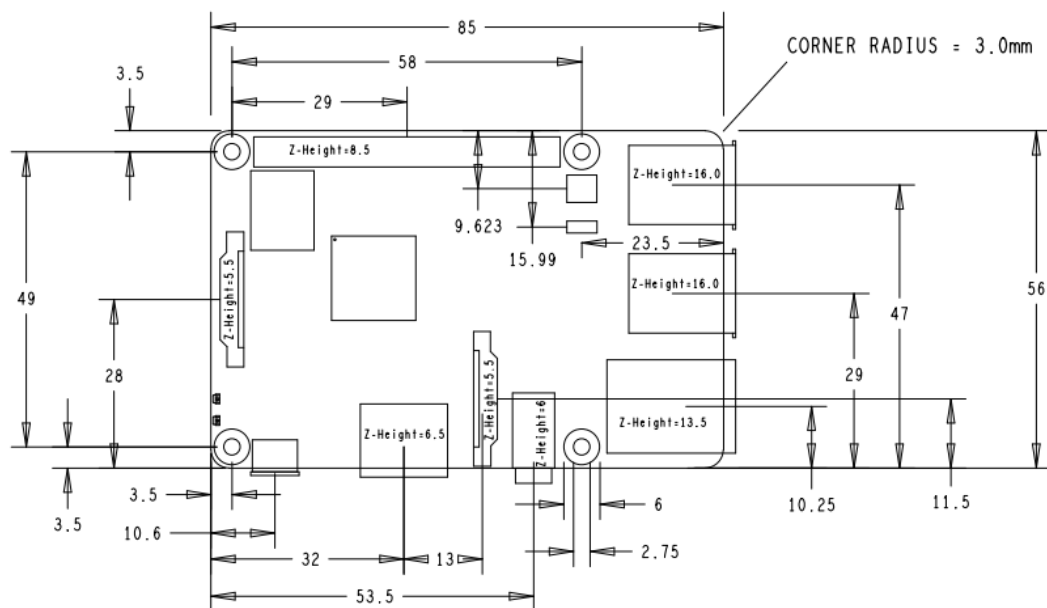 85
CORNER RADIUS = 3.0mm
58
3.5
29
Z-Height=8.5
Z-Height=16.0
9.623
23.5
15.99
Z-Height=5.5
Z-Height=16.0
49
47
56
28
29
Z-Height=5.5
Z-Height=6
Z-Height=6.5
Z-Height=13.5
3.5
6
10.25
11.5
3.5
10.6
32
13
2.75
53.5